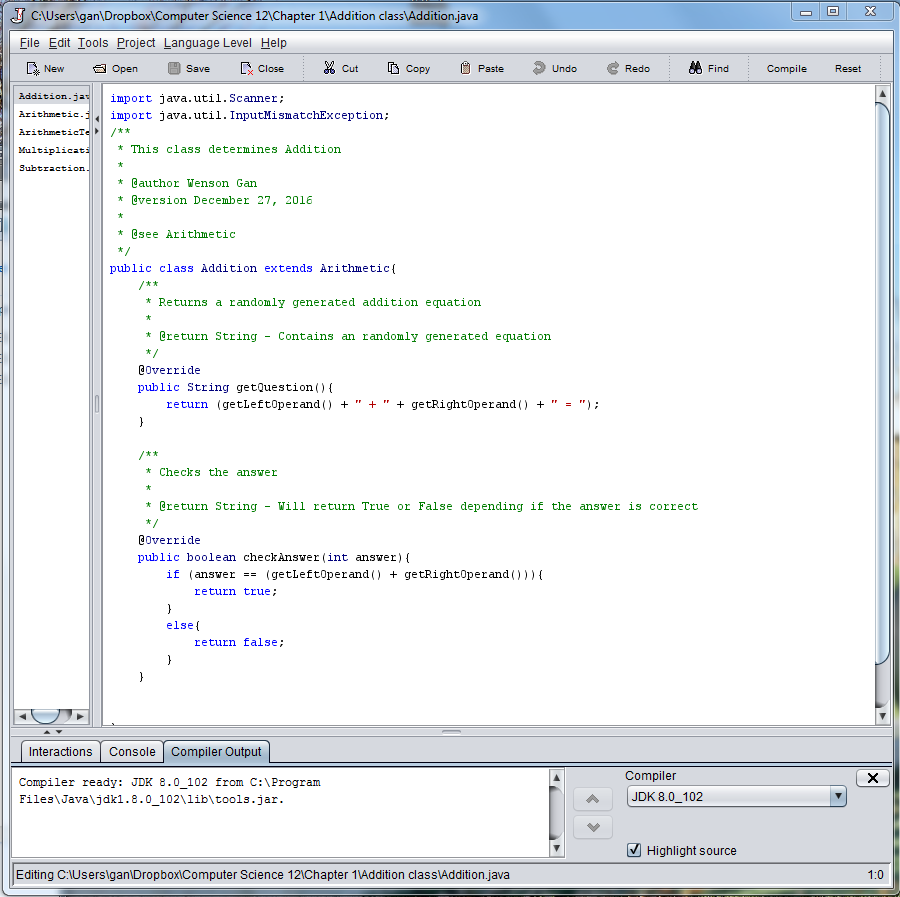 C:\Users\gan\Dropbox\Computer Science 12\Chapter 1\Addition class\Addition.java
File Edit Tools Project Language Level Help
New Open Save Close Cut Copy Paste Undo Redo Find Compile Reset
Addition.jav
Arithmetic.j
ArithmeticTe
Multiplicati
Subtraction.
import java.util.Scanner;
import java.util.InputMismatchException;
/**
* This class determines Addition
*
* @author Wenson Gan
* @version December 27, 2016
*
* @see Arithmetic
*/
public class Addition extends Arithmetic{
/**
* Returns a randomly generated addition equation
*
* @return String - Contains an randomly generated equation
*/
@Override
public String getQuestion(){
return (getLeftOperand() + " + " + getRightOperand() + " = ");
}
/**
* Checks the answer
*
* @return String - Will return True or False depending if the answer is correct
*/
@Override
public boolean checkAnswer(int answer){
if (answer == (getLeftOperand() + getRightOperand())){
return true;
}
else{
return false;
}
}
Interactions Console Compiler Output
Compiler ready: JDK 8.0_102 from C:\Program
Files\Java\jdk1.8.0_102\lib\tools.jar.
Compiler
JDK 8.0_102
Highlight source
Editing C:\Users\gan\Dropbox\Computer Science 12\Chapter 1\Addition class\Addition.java 1:0